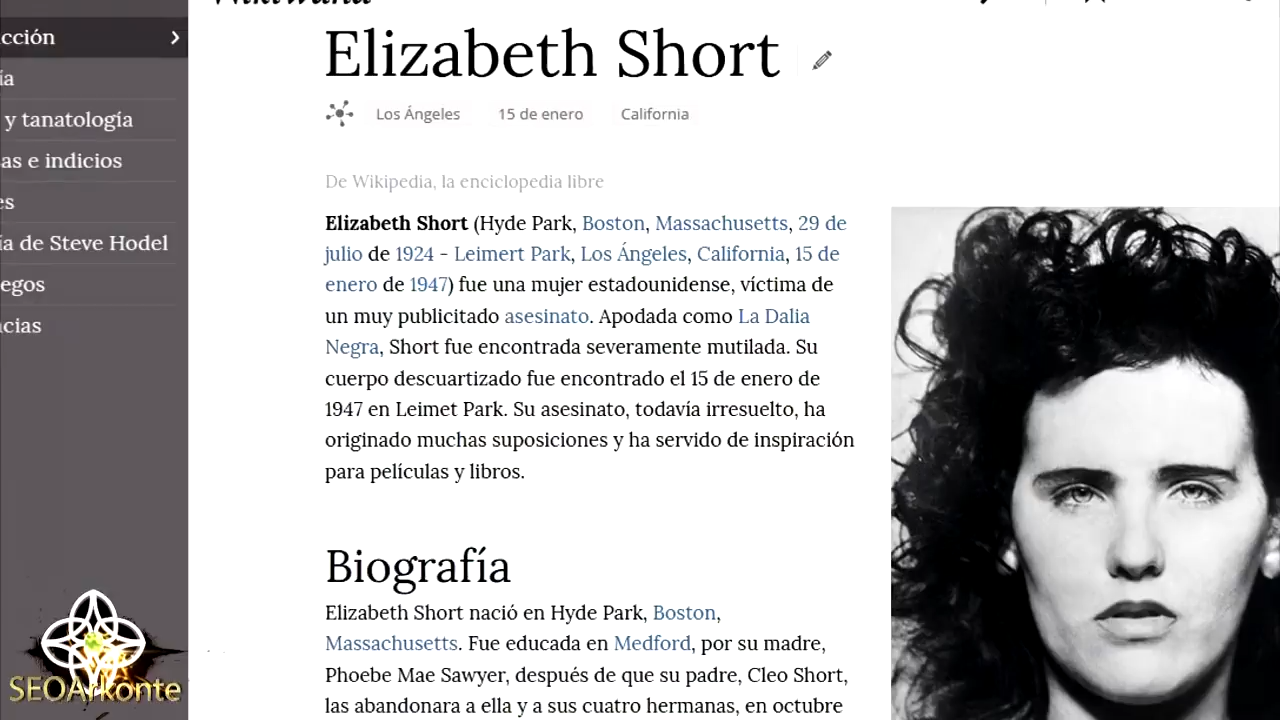 Elizabeth Short
Los Ángeles 15 de enero California
De Wikipedia, la enciclopedia libre
Elizabeth Short (Hyde Park, Boston, Massachusetts, 29 de
julio de 1924 - Leimert Park, Los Ángeles, California, 15 de
enero de 1947) fue una mujer estadounidense, víctima de
un muy publicitado asesinato. Apodada como La Dalia
Negra, Short fue encontrada severamente mutilada. Su
cuerpo descuartizado fue encontrado el 15 de enero de
1947 en Leimet Park. Su asesinato, todavía irresuelto, ha
originado muchas suposiciones y ha servido de inspiración
para películas y libros.
Biografía
Elizabeth Short nació en Hyde Park, Boston,
Massachusetts. Fue educada en Medford, por su madre,
Phoebe Mae Sawyer, después de que su padre, Cleo Short,
las abandonara a ella y a sus cuatro hermanas, en octubre
cción
ía
y tanatología
as e indicios
es
ía de Steve Hodel
egos
cias
SEOArkonte